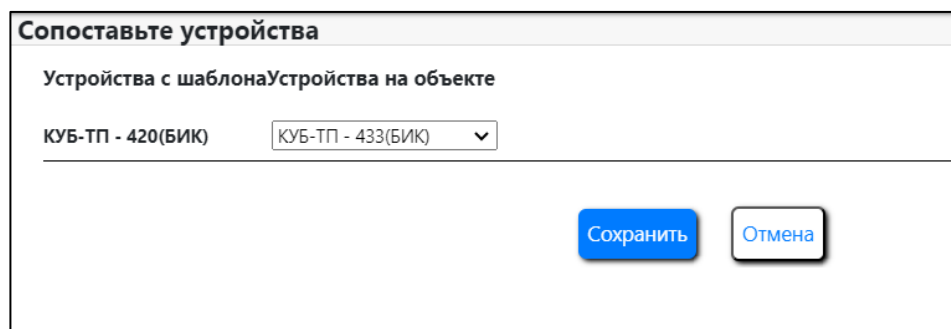 Сопоставьте устройства
Устройства с шаблонаУстройства на объекте
КУБ-ТП - 420(БИК) КУБ-ТП - 433(БИК)
Сохранить Отмена